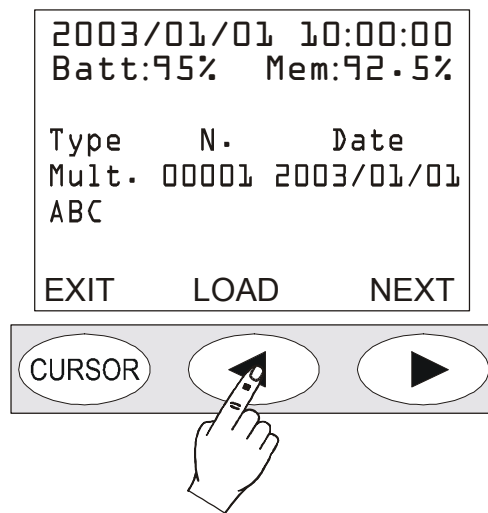 2003/01/01 10:00:00
Batt:95% Mem:92.5%
Type N. Date
Mult. 00001 2003/01/01
ABC
EXIT LOAD NEXT
CURSOR